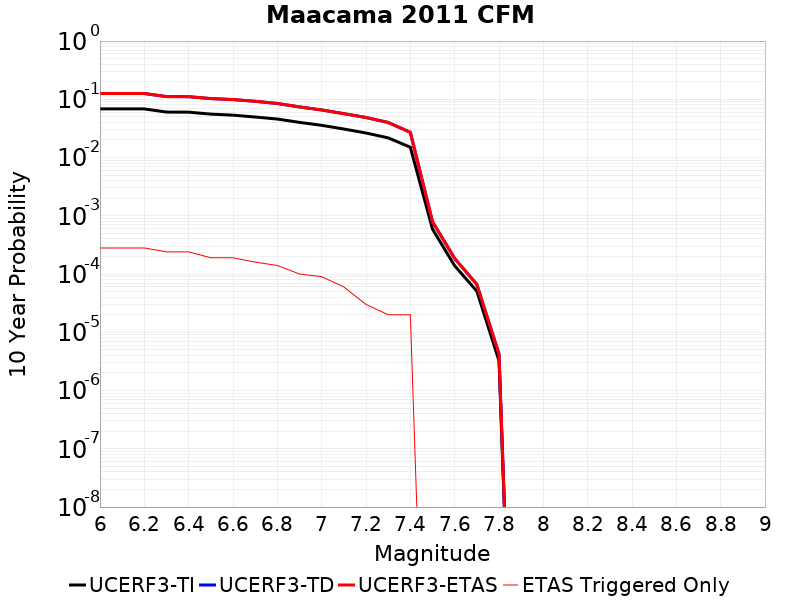 Maacama 2011 CFM
10 Year Probability
10^0
10^-1
10^-2
10^-3
10^-4
10^-5
10^-6
10^-7
10^-8
6 6.2 6.4 6.6 6.8 7 7.2 7.4 7.6 7.8 8 8.2 8.4 8.6 8.8 9
Magnitude
UCERF3-TI UCERF3-TD UCERF3-ETAS ETAS Triggered Only